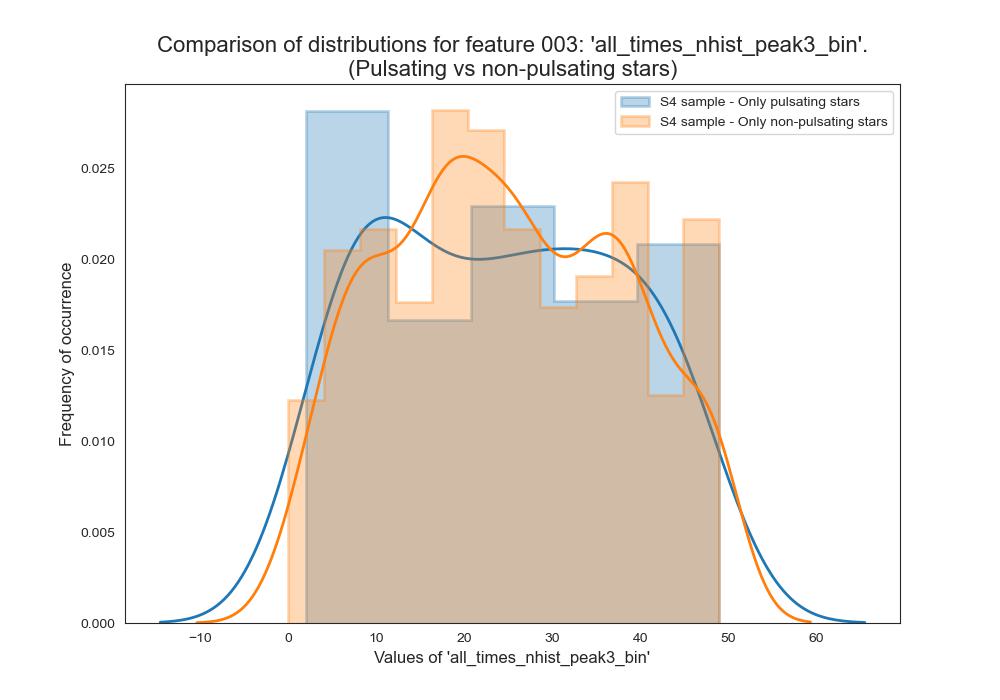 Comparison of distributions for feature 003: 'all_times_nhist_peak3_bin'.
(Pulsating vs non-pulsating stars)
S4 sample - Only pulsating stars
S4 sample - Only non-pulsating stars
Frequency of occurrence
0.025
0.020
0.015
0.010
0.005
0.000
−10 0 10 20 30 40 50 60
Values of 'all_times_nhist_peak3_bin'